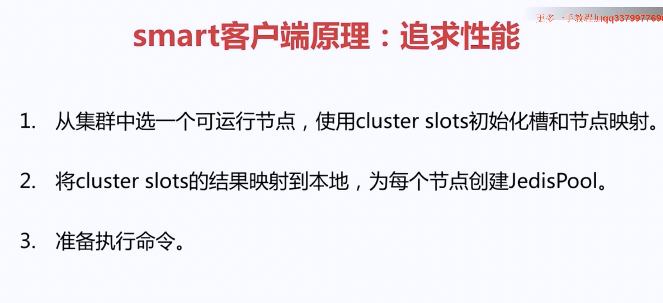 qq337997769
smart客户端原理：追求性能
1. 从集群中选一个可运行节点，使用cluster slots初始化槽和节点映射。
2. 将cluster slots的结果映射到本地，为每个节点创建JedisPool。
3. 准备执行命令。